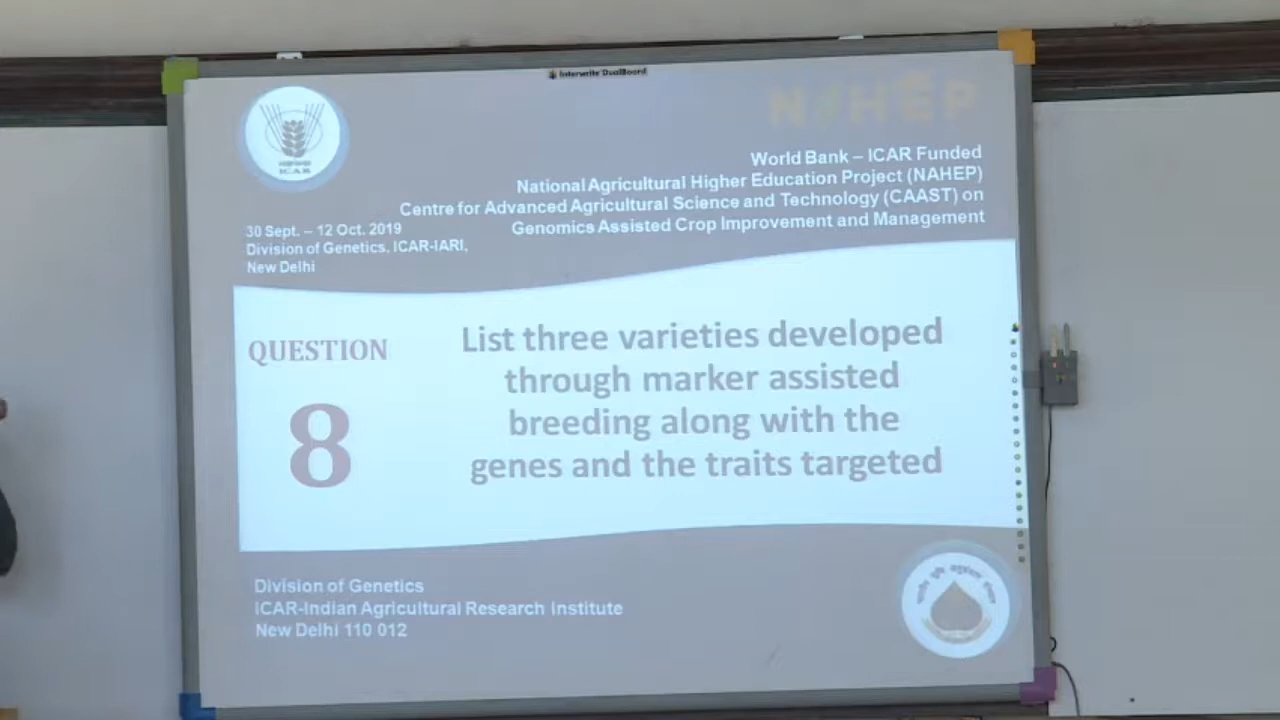 Interwrite DualBoard
NAHEP
ICAR
World Bank – ICAR Funded
National Agricultural Higher Education Project (NAHEP)
Centre for Advanced Agricultural Science and Technology (CAAST) on
Genomics Assisted Crop Improvement and Management
30 Sept. – 12 Oct. 2019
Division of Genetics, ICAR-IARI,
New Delhi
QUESTION
8
List three varieties developed
through marker assisted
breeding along with the
genes and the traits targeted
Division of Genetics
ICAR-Indian Agricultural Research Institute
New Delhi 110 012